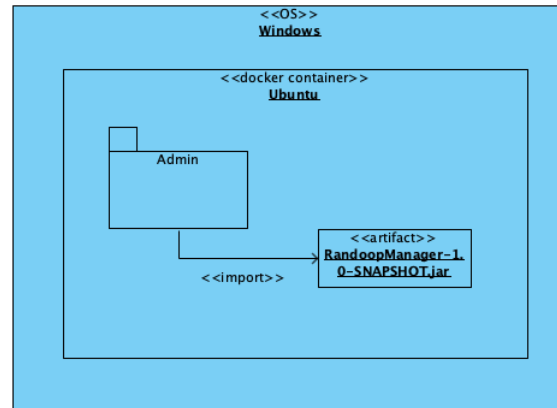 <<OS>>
Windows
<<docker container>>
Ubuntu
Admin
<<artifact>>
RandoopManager-1.
0-SNAPSHOT.jar
<<import>>